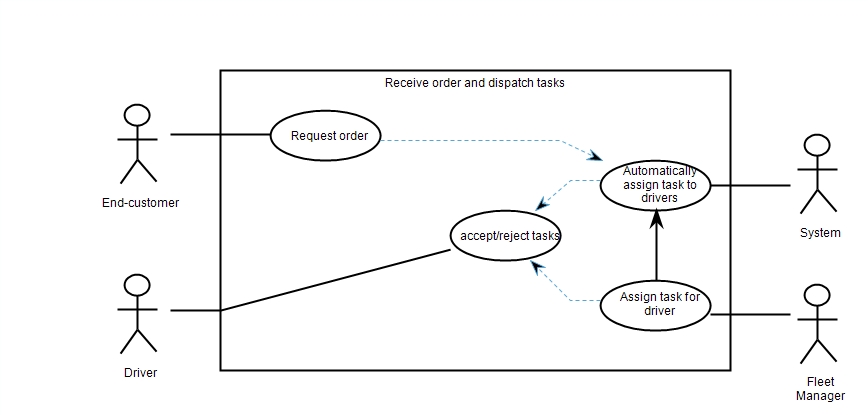 Receive order and dispatch tasks
Request order
End-customer
Automatically
assign task to
drivers
System
accept/reject tasks
Assign task for
driver
Driver
Fleet
Manager